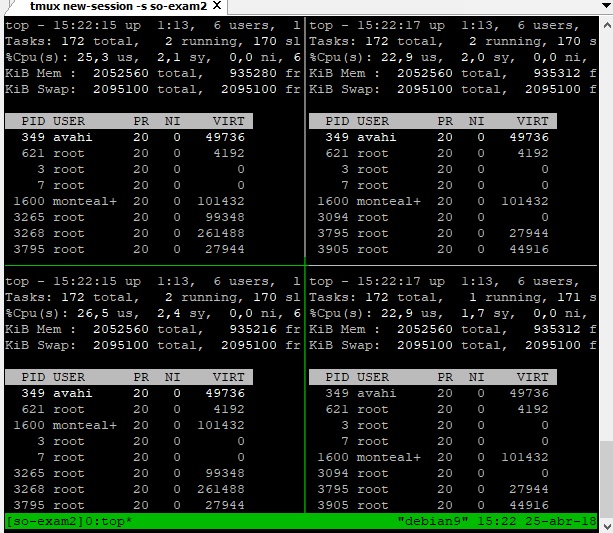 tmux new-session -s so-exam2 X
top - 15:22:15 up  1:13,  6 users,  l
Tasks: 172 total,   2 running, 170 sl
%Cpu(s): 25,3 us,  2,1 sy,  0,0 ni, 6
KiB Mem :  2052560 total,   935280 fr
KiB Swap:  2095100 total,  2095100 fr
PID USER      PR  NI    VIRT
349 avahi     20   0   49736
621 root      20   0    4192
3 root      20   0       0
7 root      20   0       0
1600 monteal+  20   0  101432
3265 root      20   0   99348
3268 root      20   0  261488
3795 root      20   0   27944
top - 15:22:17 up  1:13,  6 users,
Tasks: 172 total,   2 running, 170 s
%Cpu(s): 22,9 us,  2,0 sy,  0,0 ni,
KiB Mem :  2052560 total,   935312 f
KiB Swap:  2095100 total,  2095100 f
PID USER      PR  NI    VIRT
349 avahi     20   0   49736
621 root      20   0    4192
3 root      20   0       0
7 root      20   0       0
1600 monteal+  20   0  101432
3094 root      20   0       0
3795 root      20   0   27944
3905 root      20   0   44916
top - 15:22:15 up  1:13,  6 users,  l
Tasks: 172 total,   2 running, 170 sl
%Cpu(s): 26,5 us,  2,4 sy,  0,0 ni, 6
KiB Mem :  2052560 total,   935216 fr
KiB Swap:  2095100 total,  2095100 fr
PID USER      PR  NI    VIRT
349 avahi     20   0   49736
621 root      20   0    4192
1600 monteal+  20   0  101432
3 root      20   0       0
7 root      20   0       0
3265 root      20   0   99348
3268 root      20   0  261488
3795 root      20   0   27944
top - 15:22:17 up  1:13,  6 users,
Tasks: 172 total,   1 running, 171 s
%Cpu(s): 22,9 us,  1,7 sy,  0,0 ni,
KiB Mem :  2052560 total,   935312 f
KiB Swap:  2095100 total,  2095100 f
PID USER      PR  NI    VIRT
349 avahi     20   0   49736
621 root      20   0    4192
3 root      20   0       0
7 root      20   0       0
1600 monteal+  20   0  101432
3094 root      20   0       0
3795 root      20   0   27944
3905 root      20   0   44916
[so-exam2]0:top* "debian9" 15:22 25-abr-18